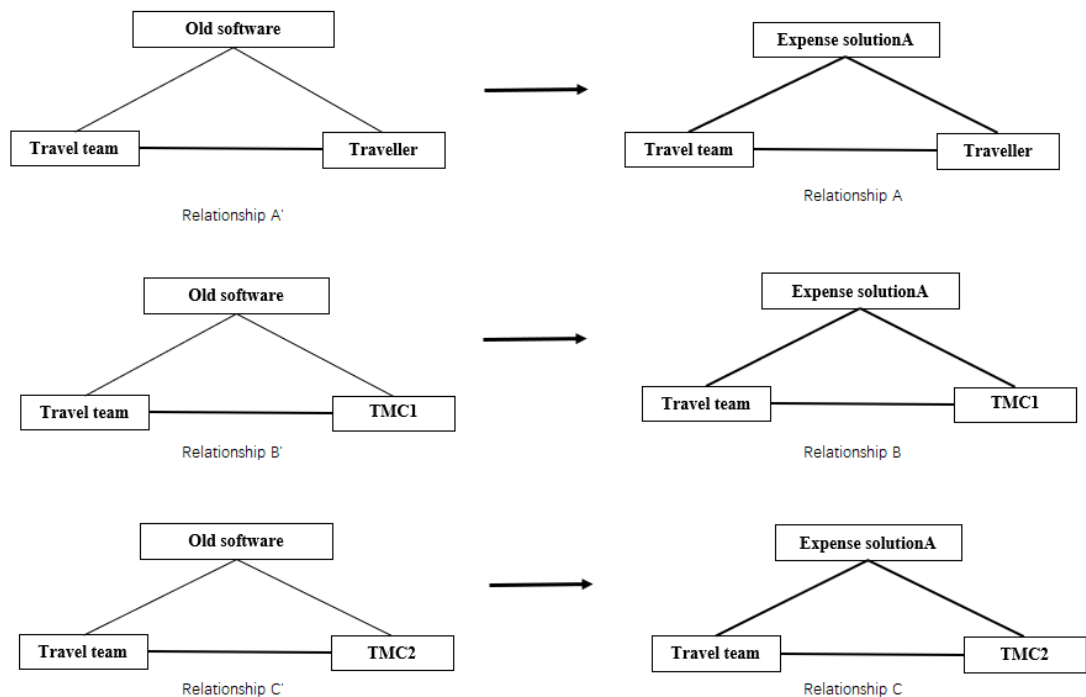 Old software
Expense solutionA
Travel team
Traveller
Travel team
Traveller
Relationship A'
Relationship A
Old software
Expense solutionA
Travel team
TMC1
Travel team
TMC1
Relationship B'
Relationship B
Old software
Expense solutionA
Travel team
TMC2
Travel team
TMC2
Relationship C'
Relationship C